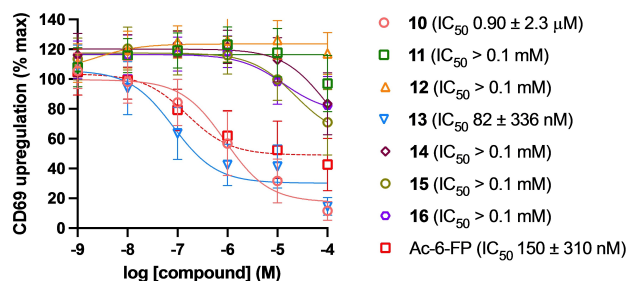 CD69 upregulation (% max)
140
120
100
80
60
40
20
0
-9 -8 -7 -6 -5 -4
log [compound] (M)
10 (IC50 0.90 ± 2.3 μM)
11 (IC50 > 0.1 mM)
12 (IC50 > 0.1 mM)
13 (IC50 82 ± 336 nM)
14 (IC50 > 0.1 mM)
15 (IC50 > 0.1 mM)
16 (IC50 > 0.1 mM)
Ac-6-FP (IC50 150 ± 310 nM)